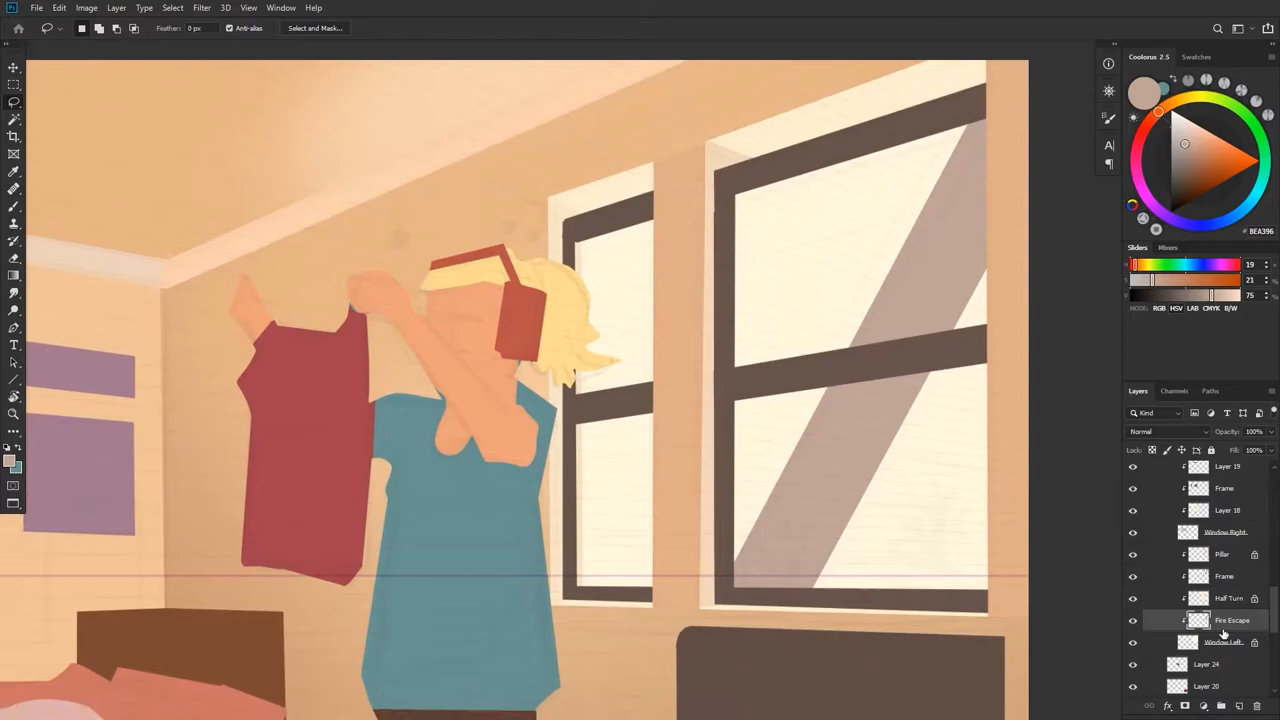 Ps File Edit Image Layer Type Select Filter 3D View Window Help
Feather: 0 px Anti-alias Select and Mask...
Coolorus 2.5 Swatches
# BEA396
Sliders Mixers
H 19 °
S 21 %
V 75 %
MODE: RGB HSV LAB CMYK B/W
Layers Channels Paths
Kind
Normal Opacity: 100%
Lock: Fill: 100%
Layer 19
Frame
Layer 18
Window Right
Pillar
Frame
Half Turn
Fire Escape
Window Left
Layer 24
Layer 20